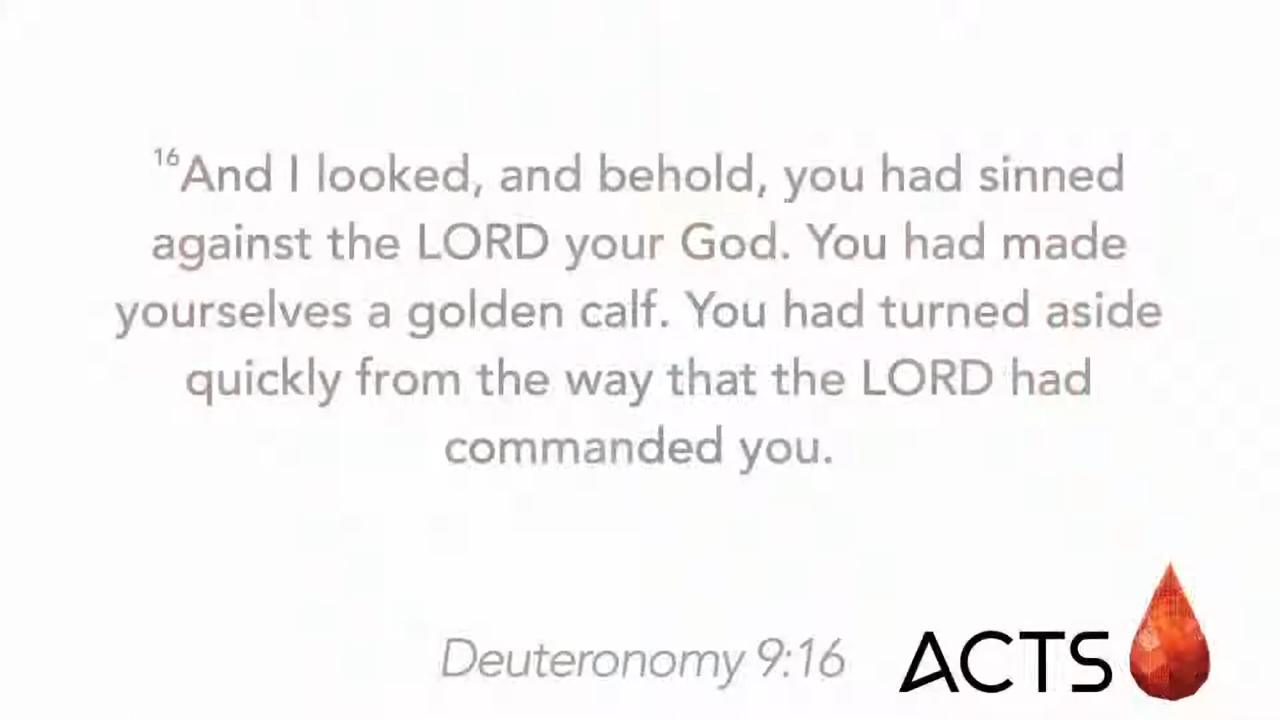 16And I looked, and behold, you had sinned
against the LORD your God. You had made
yourselves a golden calf. You had turned aside
quickly from the way that the LORD had
commanded you.
Deuteronomy 9:16
ACTS